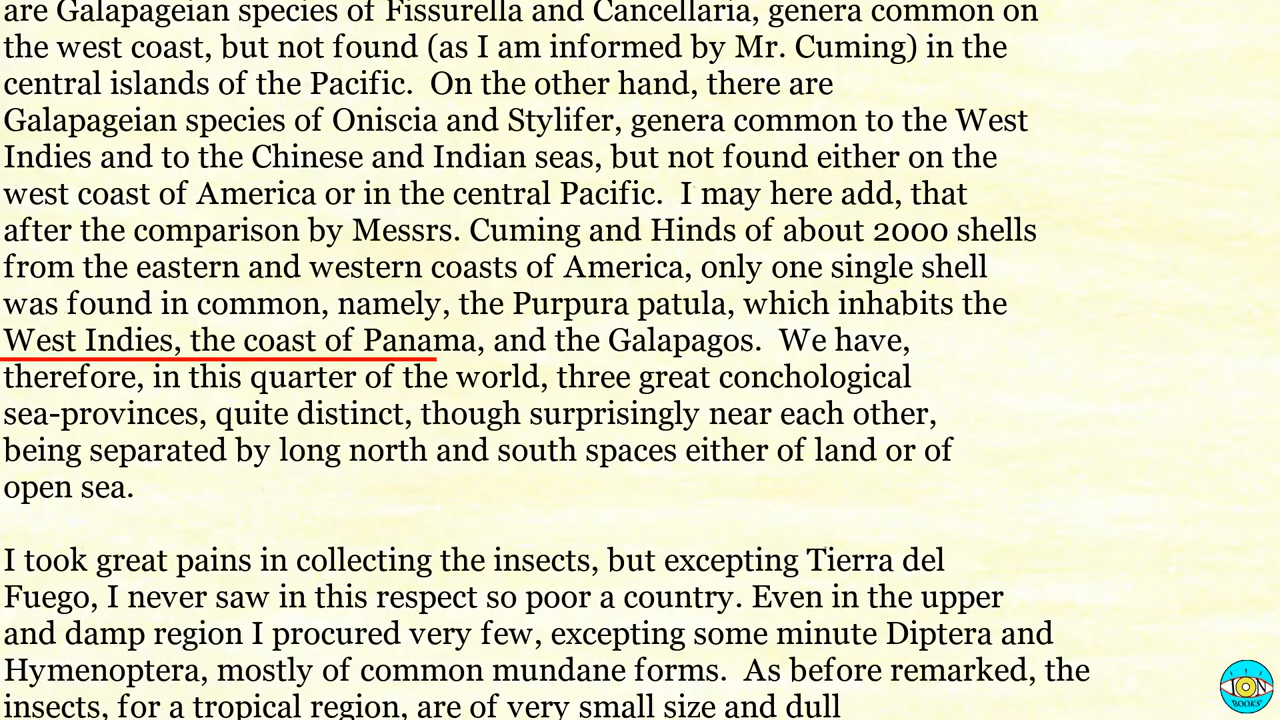 are Galapageian species of Fissurella and Cancellaria, genera common on
the west coast, but not found (as I am informed by Mr. Cuming) in the
central islands of the Pacific.  On the other hand, there are
Galapageian species of Oniscia and Stylifer, genera common to the West
Indies and to the Chinese and Indian seas, but not found either on the
west coast of America or in the central Pacific.  I may here add, that
after the comparison by Messrs. Cuming and Hinds of about 2000 shells
from the eastern and western coasts of America, only one single shell
was found in common, namely, the Purpura patula, which inhabits the
West Indies, the coast of Panama, and the Galapagos.  We have,
therefore, in this quarter of the world, three great conchological
sea-provinces, quite distinct, though surprisingly near each other,
being separated by long north and south spaces either of land or of
open sea.
I took great pains in collecting the insects, but excepting Tierra del
Fuego, I never saw in this respect so poor a country. Even in the upper
and damp region I procured very few, excepting some minute Diptera and
Hymenoptera, mostly of common mundane forms.  As before remarked, the
insects, for a tropical region, are of very small size and dull
ION
BOOKS